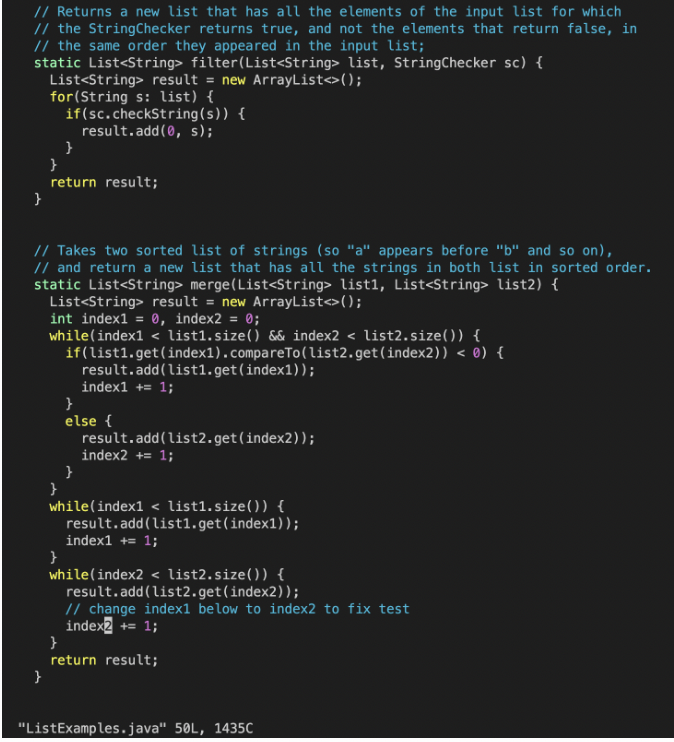 // Returns a new list that has all the elements of the input list for which
// the StringChecker returns true, and not the elements that return false, in
// the same order they appeared in the input list;
static List<String> filter(List<String> list, StringChecker sc) {
  List<String> result = new ArrayList<>();
  for(String s: list) {
    if(sc.checkString(s)) {
      result.add(0, s);
    }
  }
  return result;
}


// Takes two sorted list of strings (so "a" appears before "b" and so on),
// and return a new list that has all the strings in both list in sorted order.
static List<String> merge(List<String> list1, List<String> list2) {
  List<String> result = new ArrayList<>();
  int index1 = 0, index2 = 0;
  while(index1 < list1.size() && index2 < list2.size()) {
    if(list1.get(index1).compareTo(list2.get(index2)) < 0) {
      result.add(list1.get(index1));
      index1 += 1;
    }
    else {
      result.add(list2.get(index2));
      index2 += 1;
    }
  }
  while(index1 < list1.size()) {
    result.add(list1.get(index1));
    index1 += 1;
  }
  while(index2 < list2.size()) {
    result.add(list2.get(index2));
    // change index1 below to index2 to fix test
    index2 += 1;
  }
  return result;
}


"ListExamples.java" 50L, 1435C